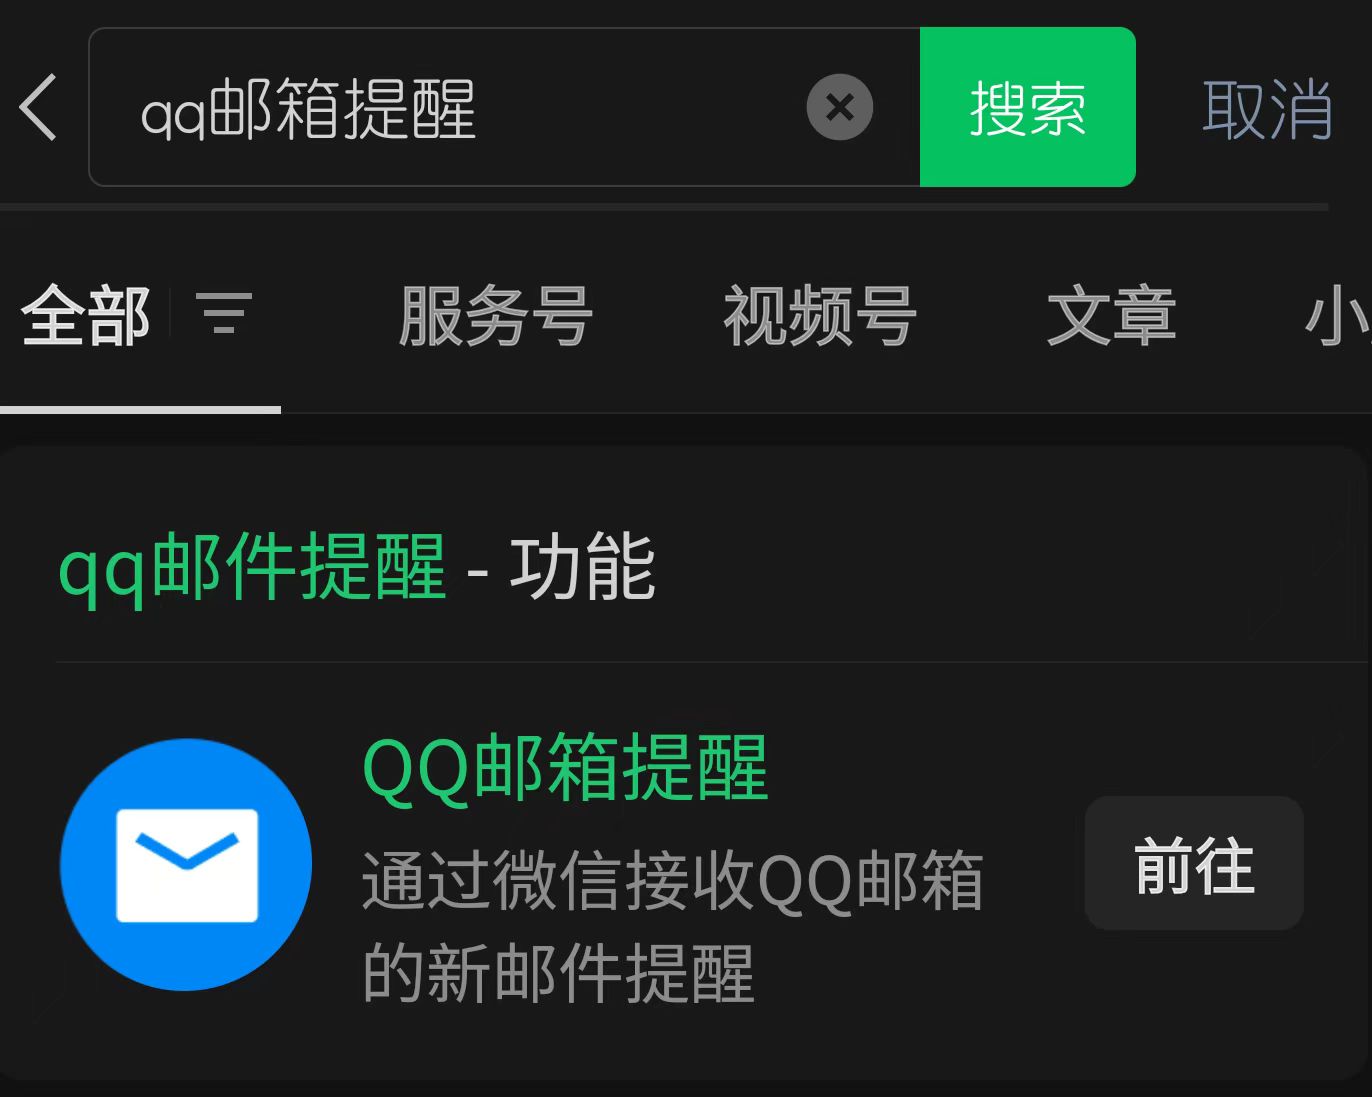 qq邮箱提醒 搜索 取消
全部 服务号 视频号 文章 小
qq邮件提醒 - 功能
QQ邮箱提醒
通过微信接收QQ邮箱
的新邮件提醒
前往